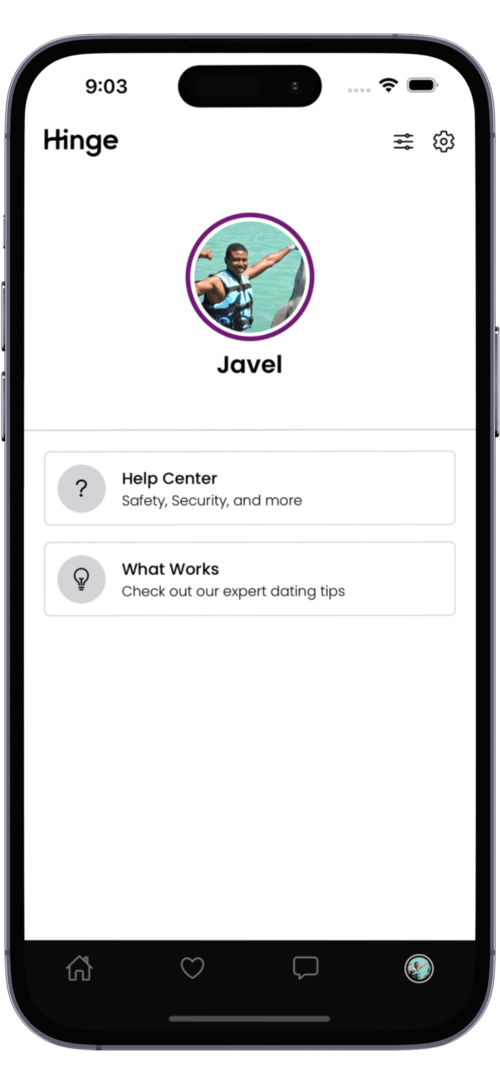 9:03
Hinge
Javel
?
Help Center
Safety, Security, and more
What Works
Check out our expert dating tips